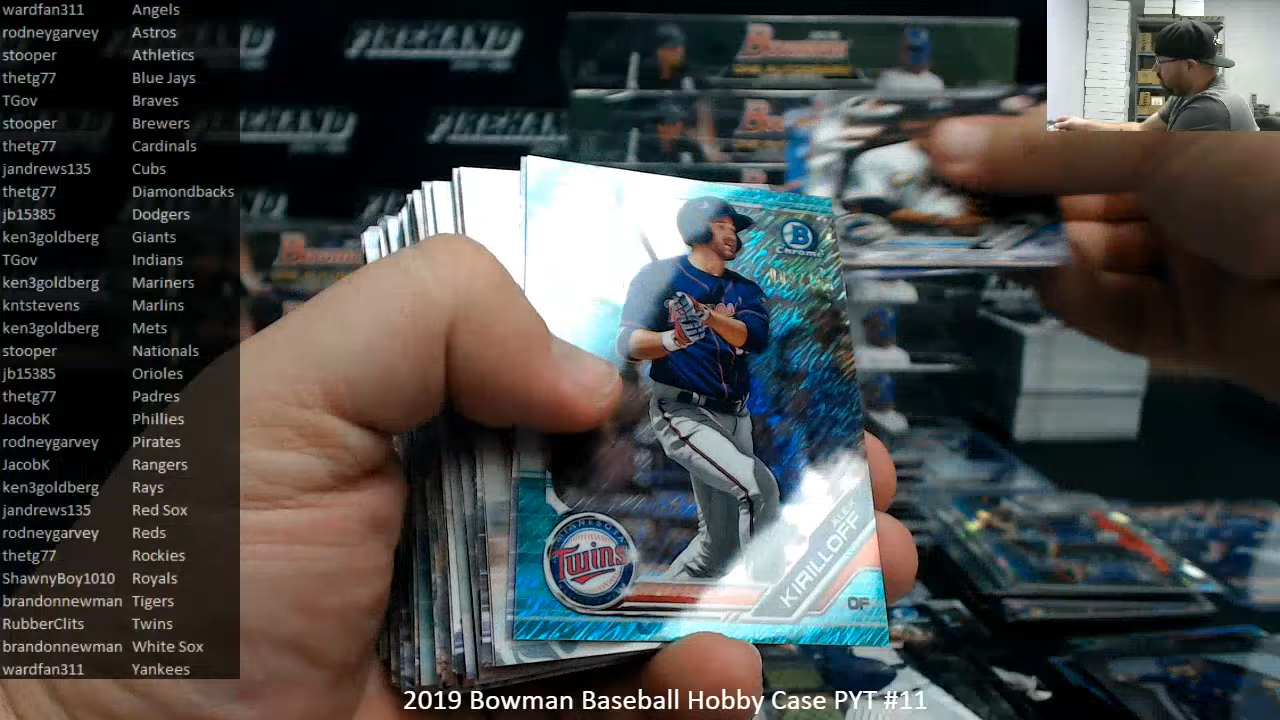 wardfan311 Angels
rodneygarvey Astros
stooper Athletics
thetg77 Blue Jays
TGov Braves
stooper Brewers
thetg77 Cardinals
jandrews135 Cubs
thetg77 Diamondbacks
jb15385 Dodgers
ken3goldberg Giants
TGov Indians
ken3goldberg Mariners
kntstevens Marlins
ken3goldberg Mets
stooper Nationals
jb15385 Orioles
thetg77 Padres
JacobK Phillies
rodneygarvey Pirates
JacobK Rangers
ken3goldberg Rays
jandrews135 Red Sox
rodneygarvey Reds
thetg77 Rockies
ShawnyBoy1010 Royals
brandonnewman Tigers
RubberClits Twins
brandonnewman White Sox
wardfan311 Yankees
Bowman
B
Chrome
MINNESOTA
Twins
ALEX
KIRILLOFF
OF
2019 Bowman Baseball Hobby Case PYT #11